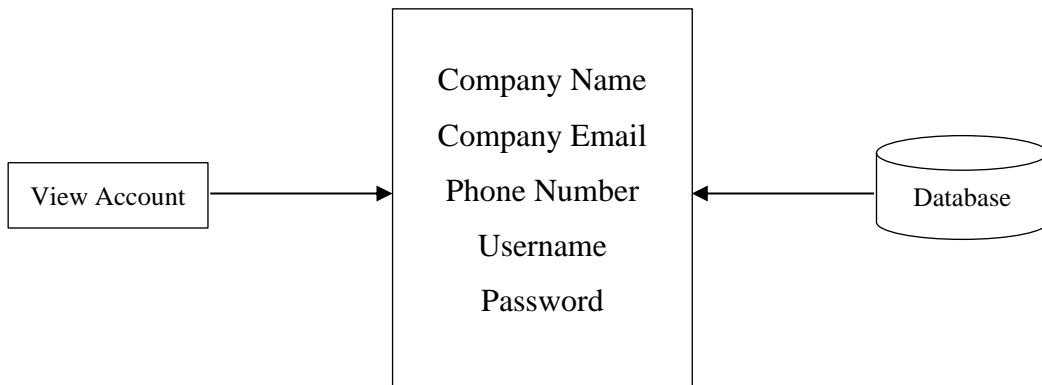 View Account
Company Name
Company Email
Phone Number
Username
Password
Database